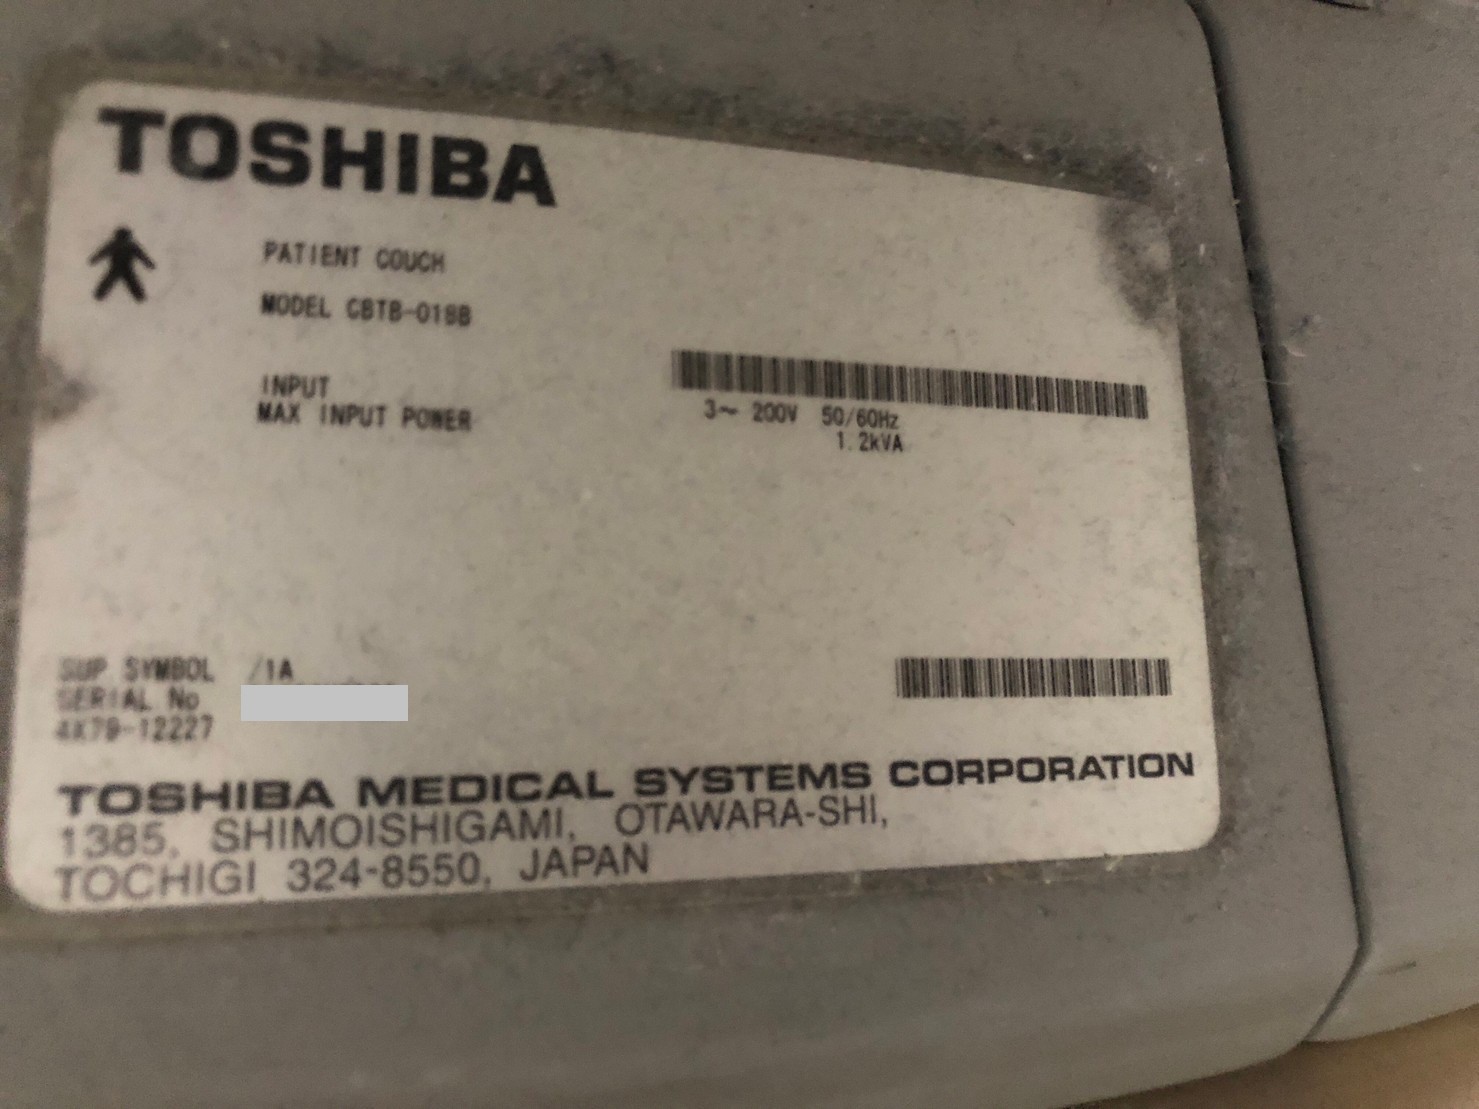 TOSHIBA
PATIENT COUCH
MODEL CBTB-018B
INPUT 3~ 200V 50/60Hz
MAX INPUT POWER 1.2kVA
SUP. SYMBOL /1A
SERIAL No
4X79-12227
TOSHIBA MEDICAL SYSTEMS CORPORATION
1385, SHIMOISHIGAMI, OTAWARA-SHI,
TOCHIGI 324-8550, JAPAN